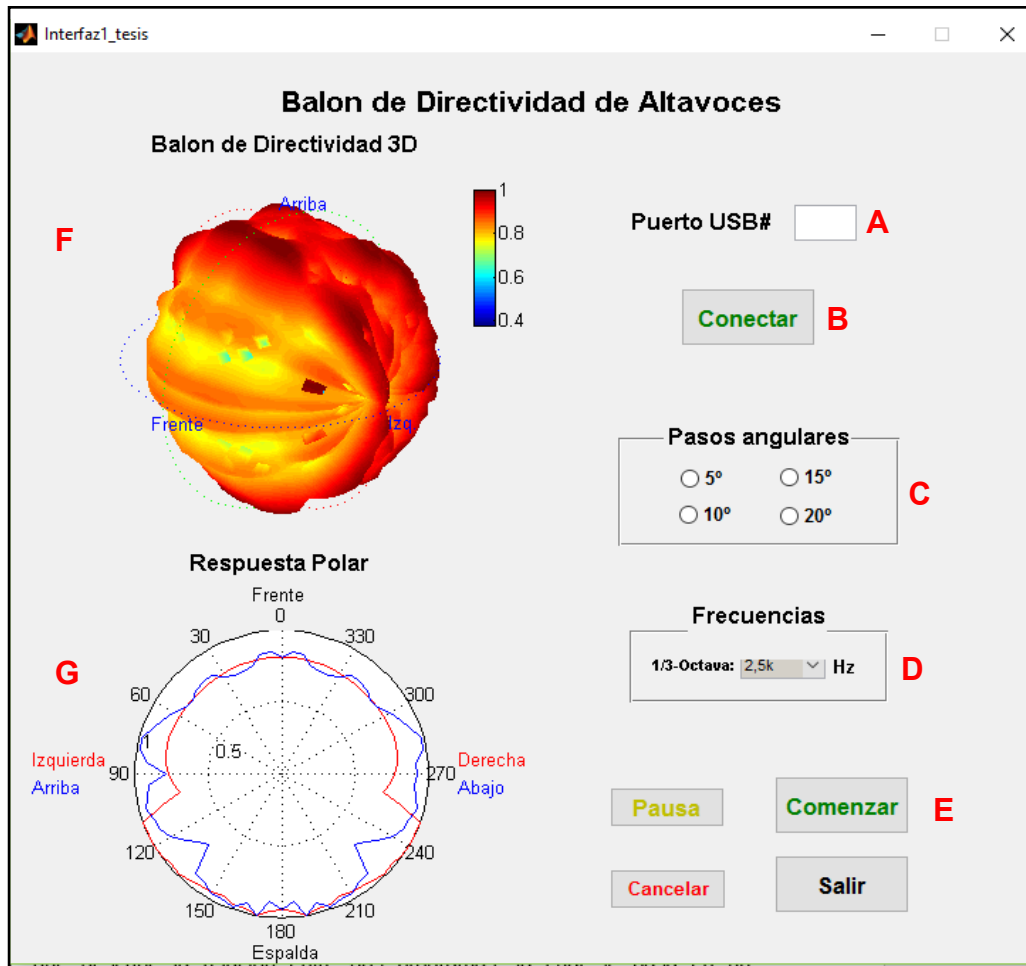 Interfaz1_tesis
Balon de Directividad de Altavoces
Balon de Directividad 3D
F
Arriba
Frente
Izq.
1
0.8
0.6
0.4
Puerto USB#
A
Conectar
B
Pasos angulares
5º
15º
10º
20º
C
Respuesta Polar
G
Frente
0
30
330
60
300
1
0.5
Izquierda
Arriba
90
270
Derecha
Abajo
120
240
150
210
180
Espalda
Frecuencias
1/3-Octava: 2,5k Hz
D
Pausa
Comenzar
E
Cancelar
Salir